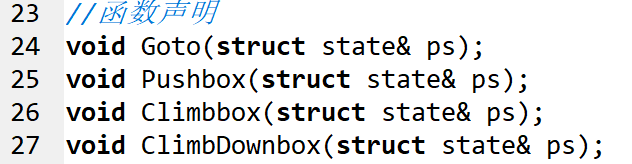 23 //函数声明
24 void Goto(struct state& ps);
25 void Pushbox(struct state& ps);
26 void Climbbox(struct state& ps);
27 void ClimbDownbox(struct state& ps);